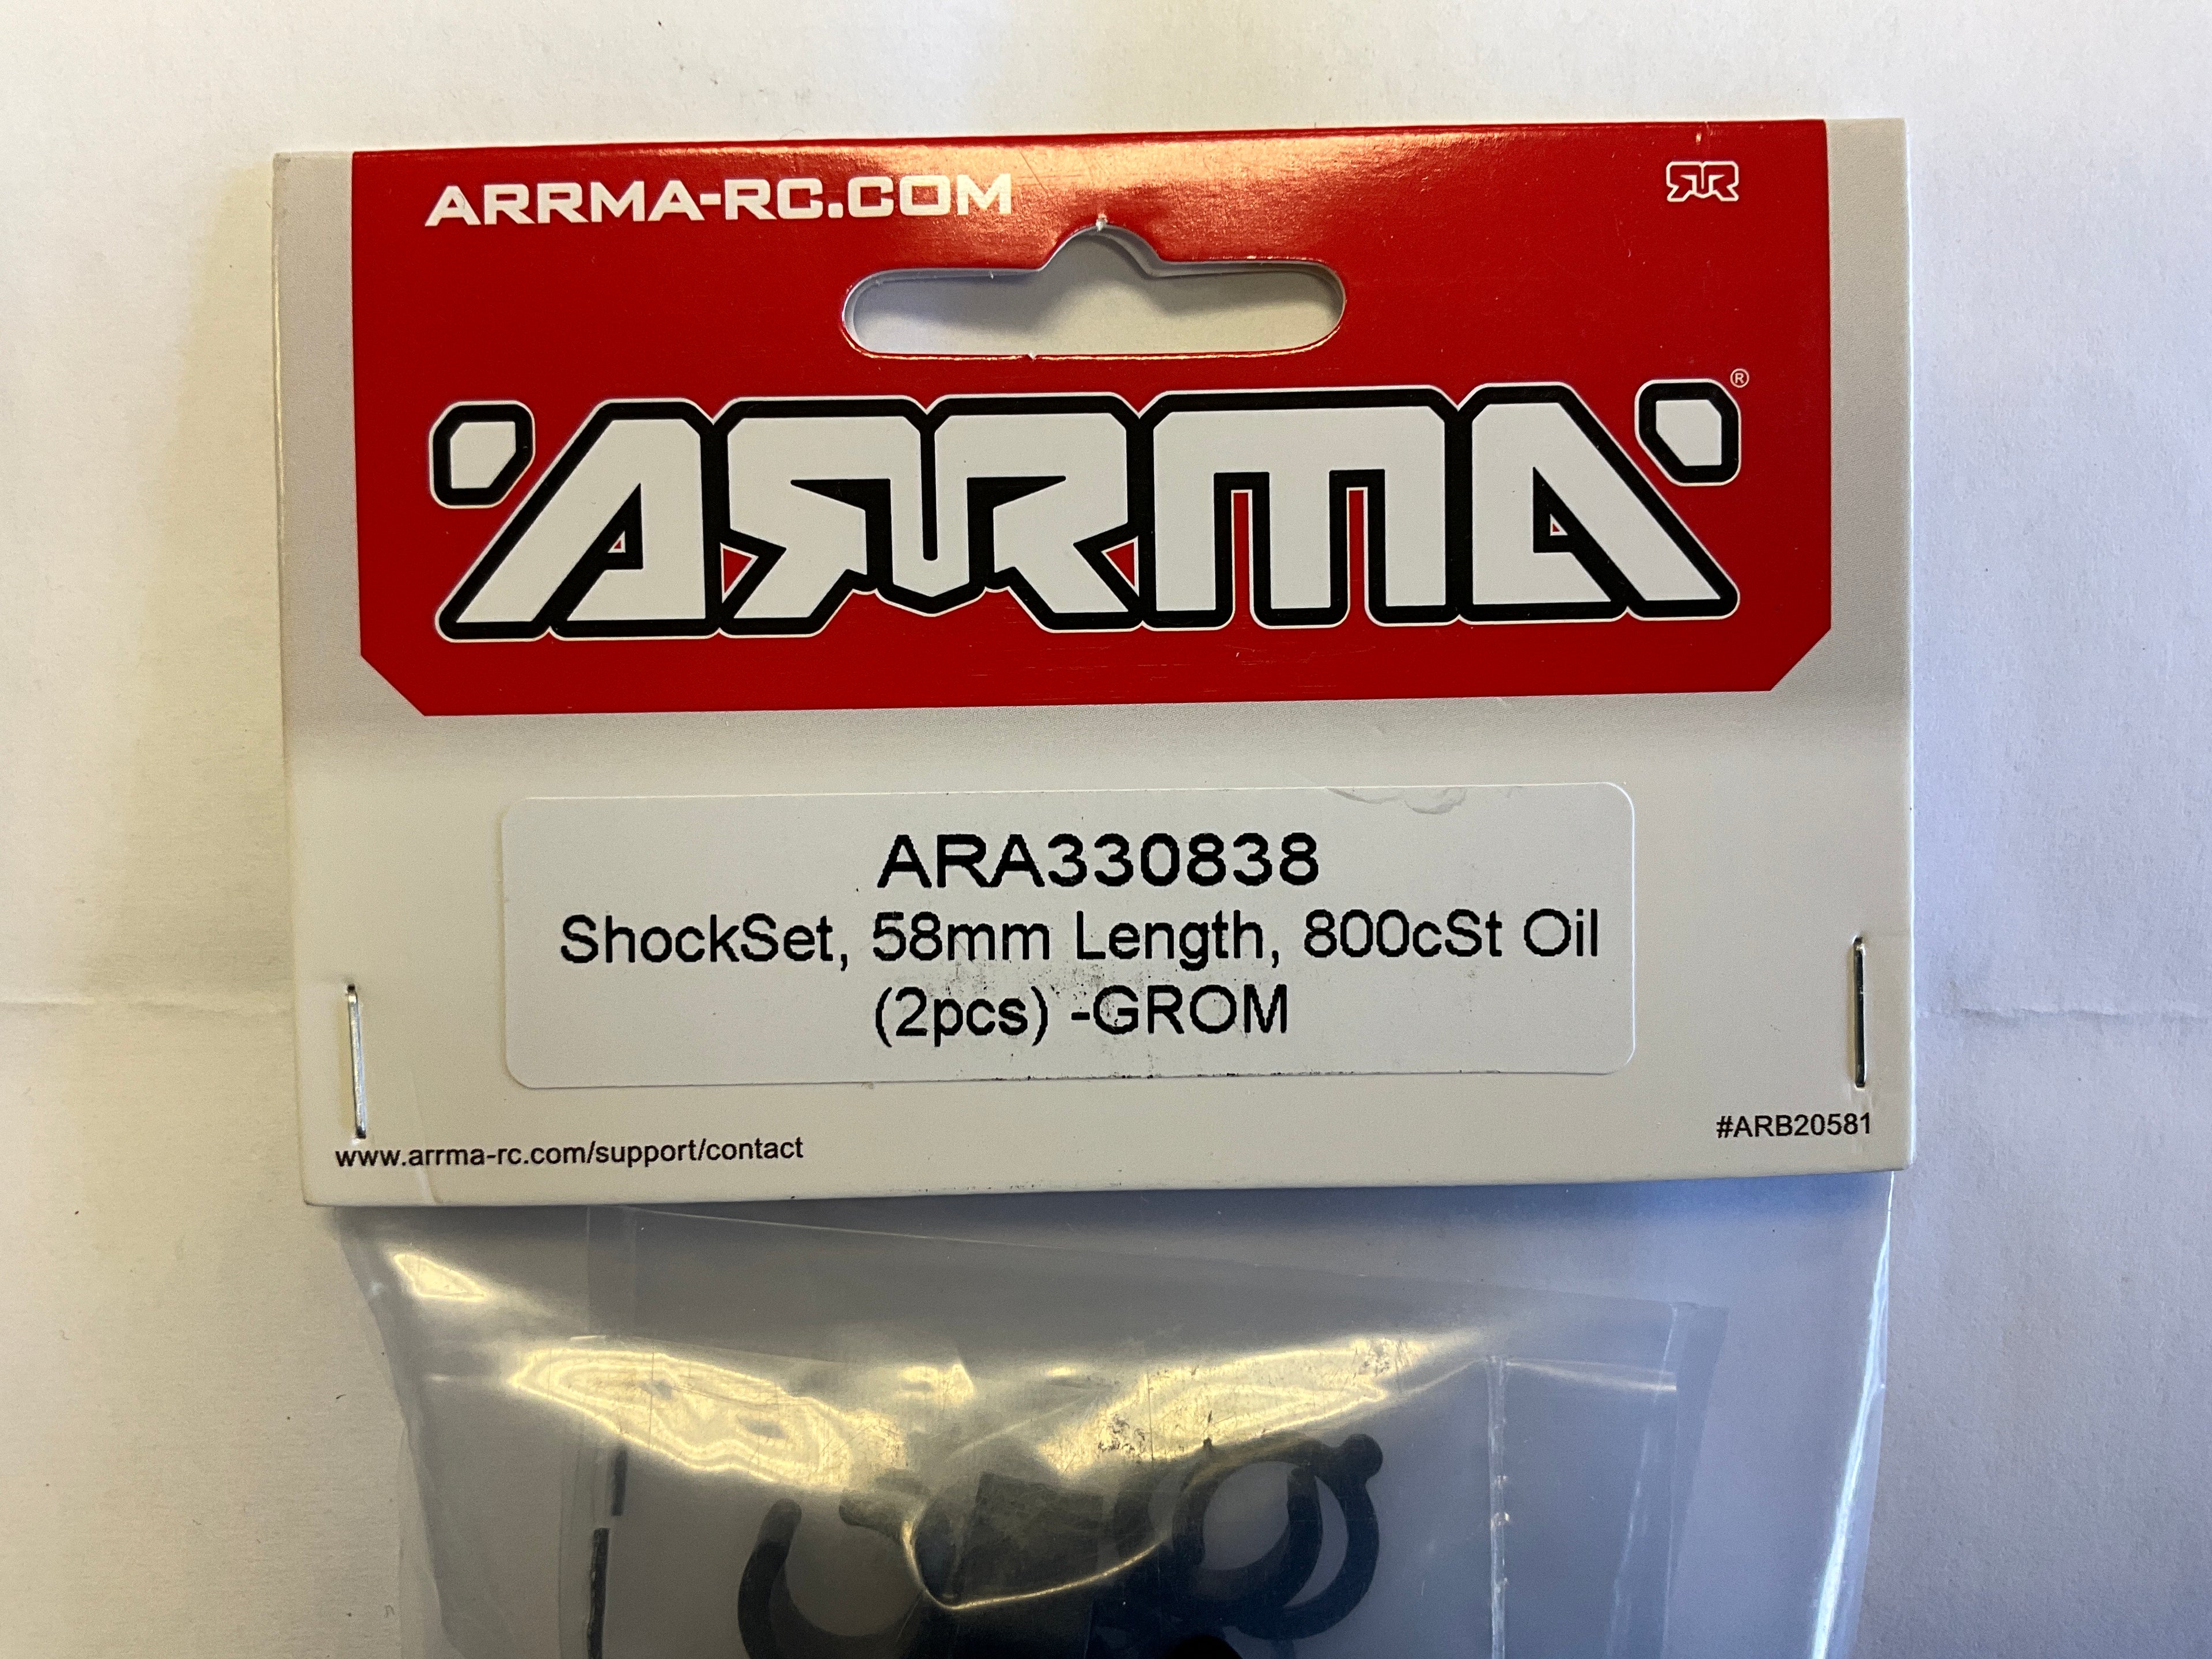 ARRMA-RC.COM
ARRMA®
ARA330838
ShockSet, 58mm Length, 800cSt Oil
(2pcs) -GROM
#ARB20581
www.arrma-rc.com/support/contact